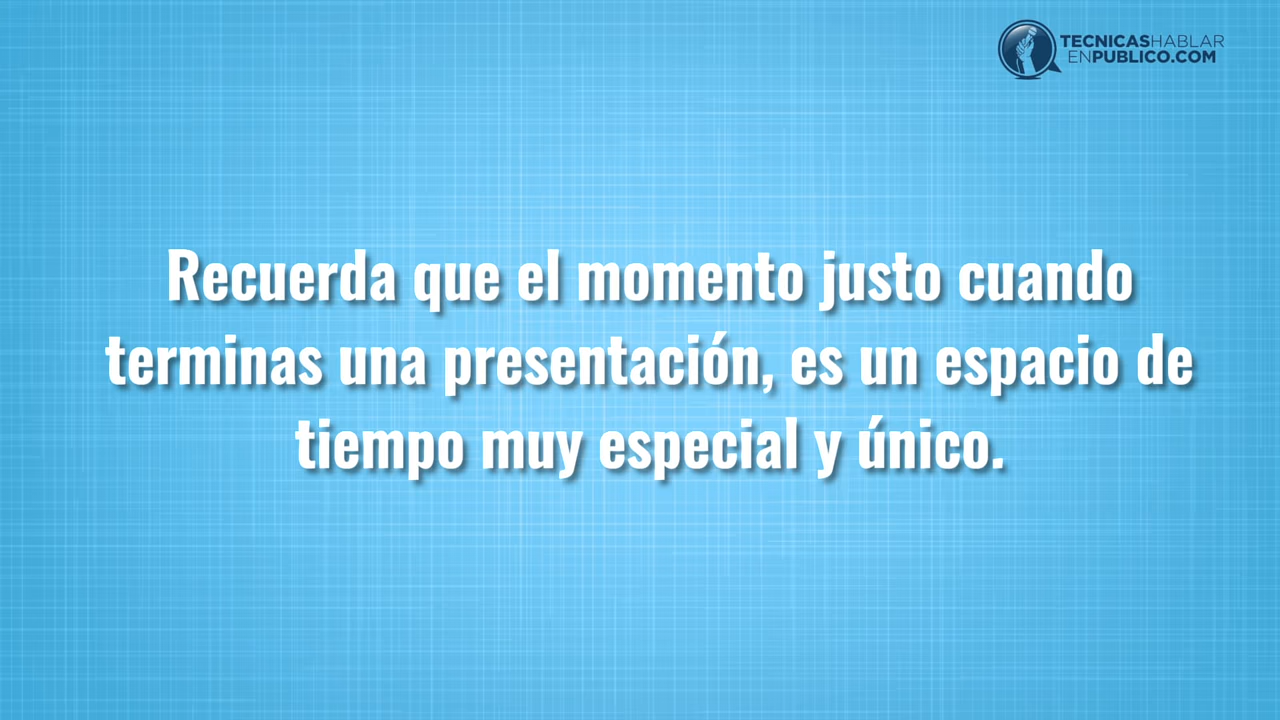 TECNICASHABLAR
ENPUBLICO.COM
Recuerda que el momento justo cuando
terminas una presentación, es un espacio de
tiempo muy especial y único.